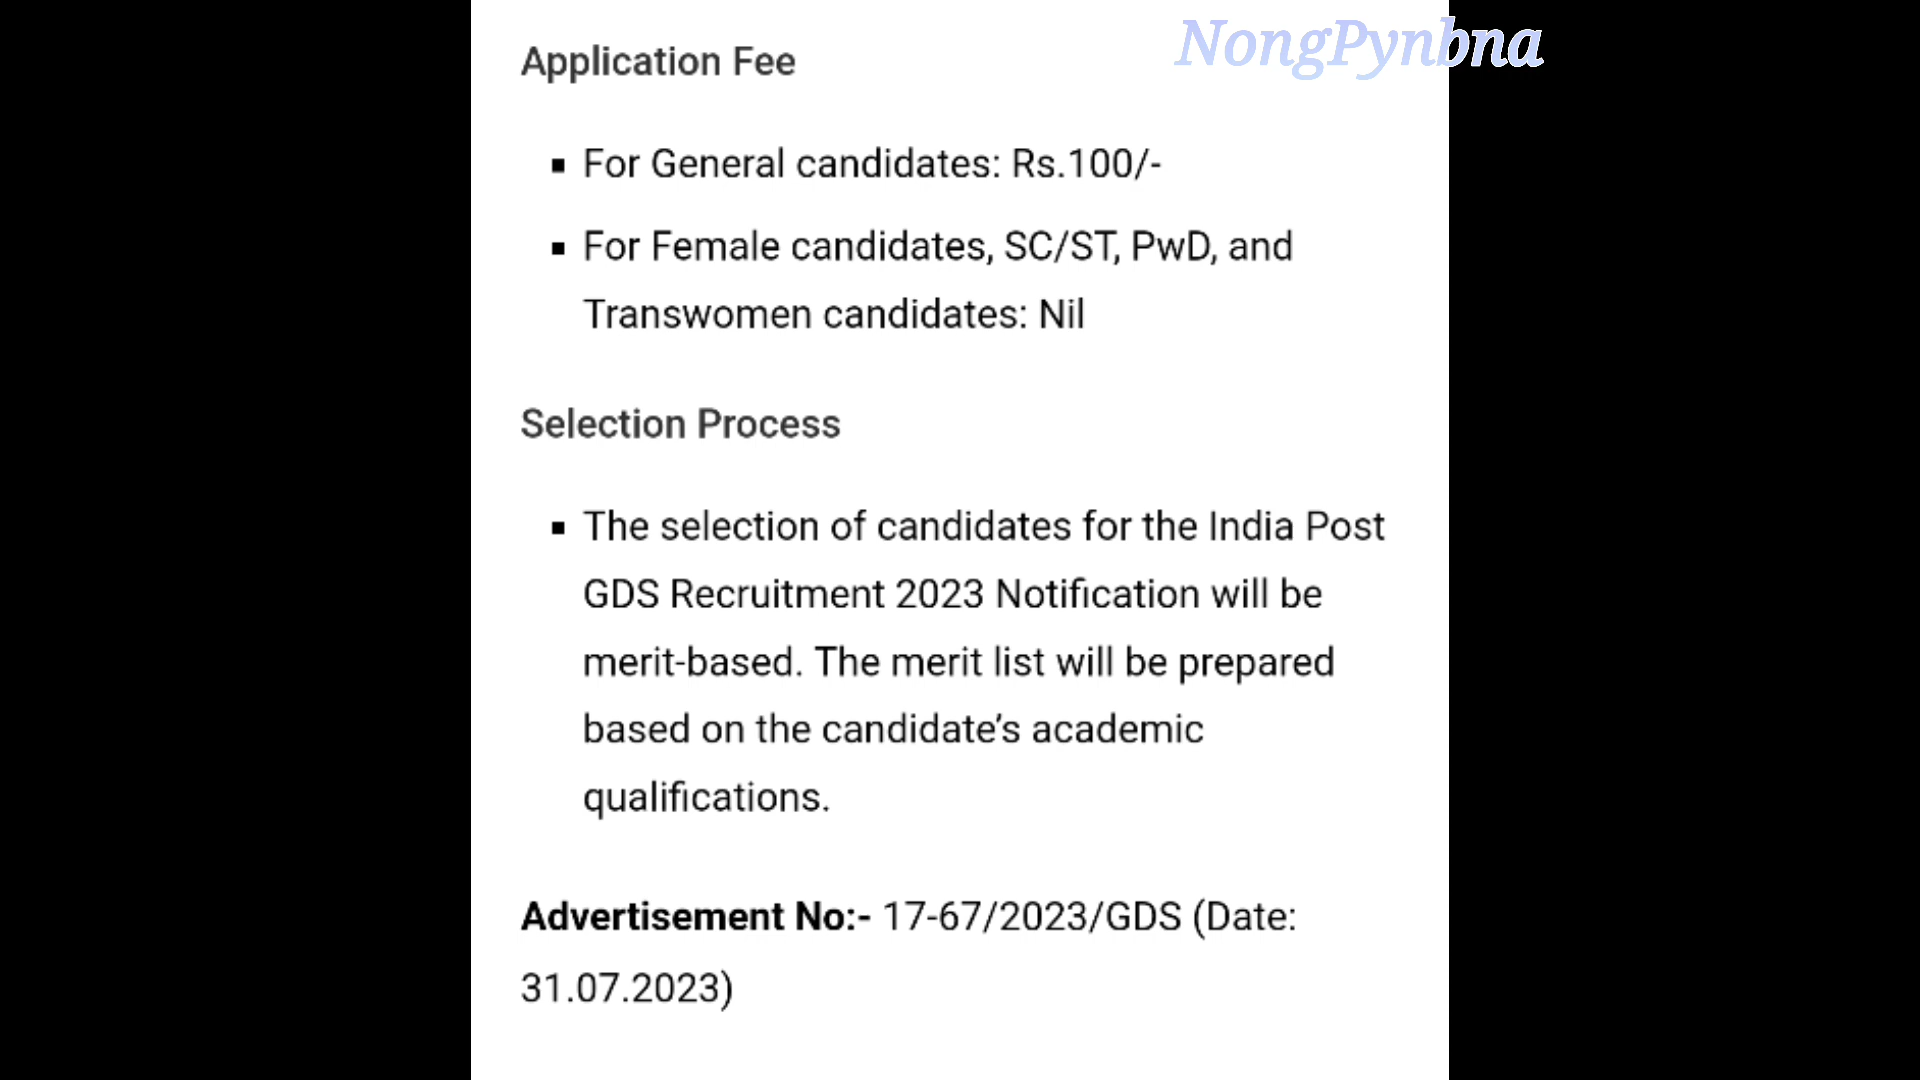 NongPynbna
Application Fee
▪ For General candidates: Rs.100/-
▪ For Female candidates, SC/ST, PwD, and
Transwomen candidates: Nil
Selection Process
▪ The selection of candidates for the India Post
GDS Recruitment 2023 Notification will be
merit-based. The merit list will be prepared
based on the candidate’s academic
qualifications.
Advertisement No:- 17-67/2023/GDS (Date:
31.07.2023)